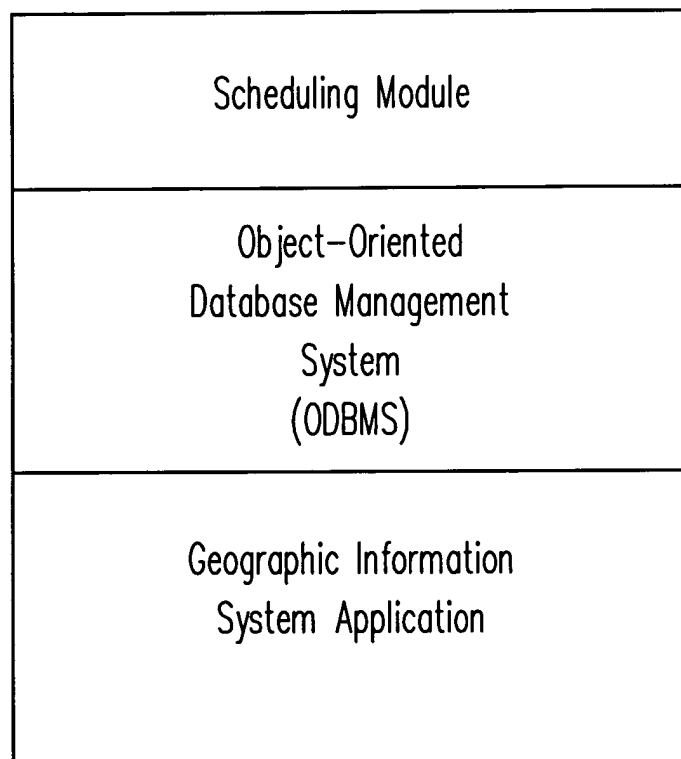 Scheduling Module
Object-Oriented
Database Management
System
(ODBMS)
Geographic Information
System Application